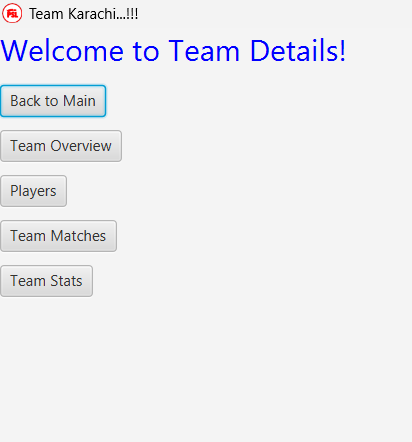 Team Karachi...!!!
Welcome to Team Details!
Back to Main
Team Overview
Players
Team Matches
Team Stats